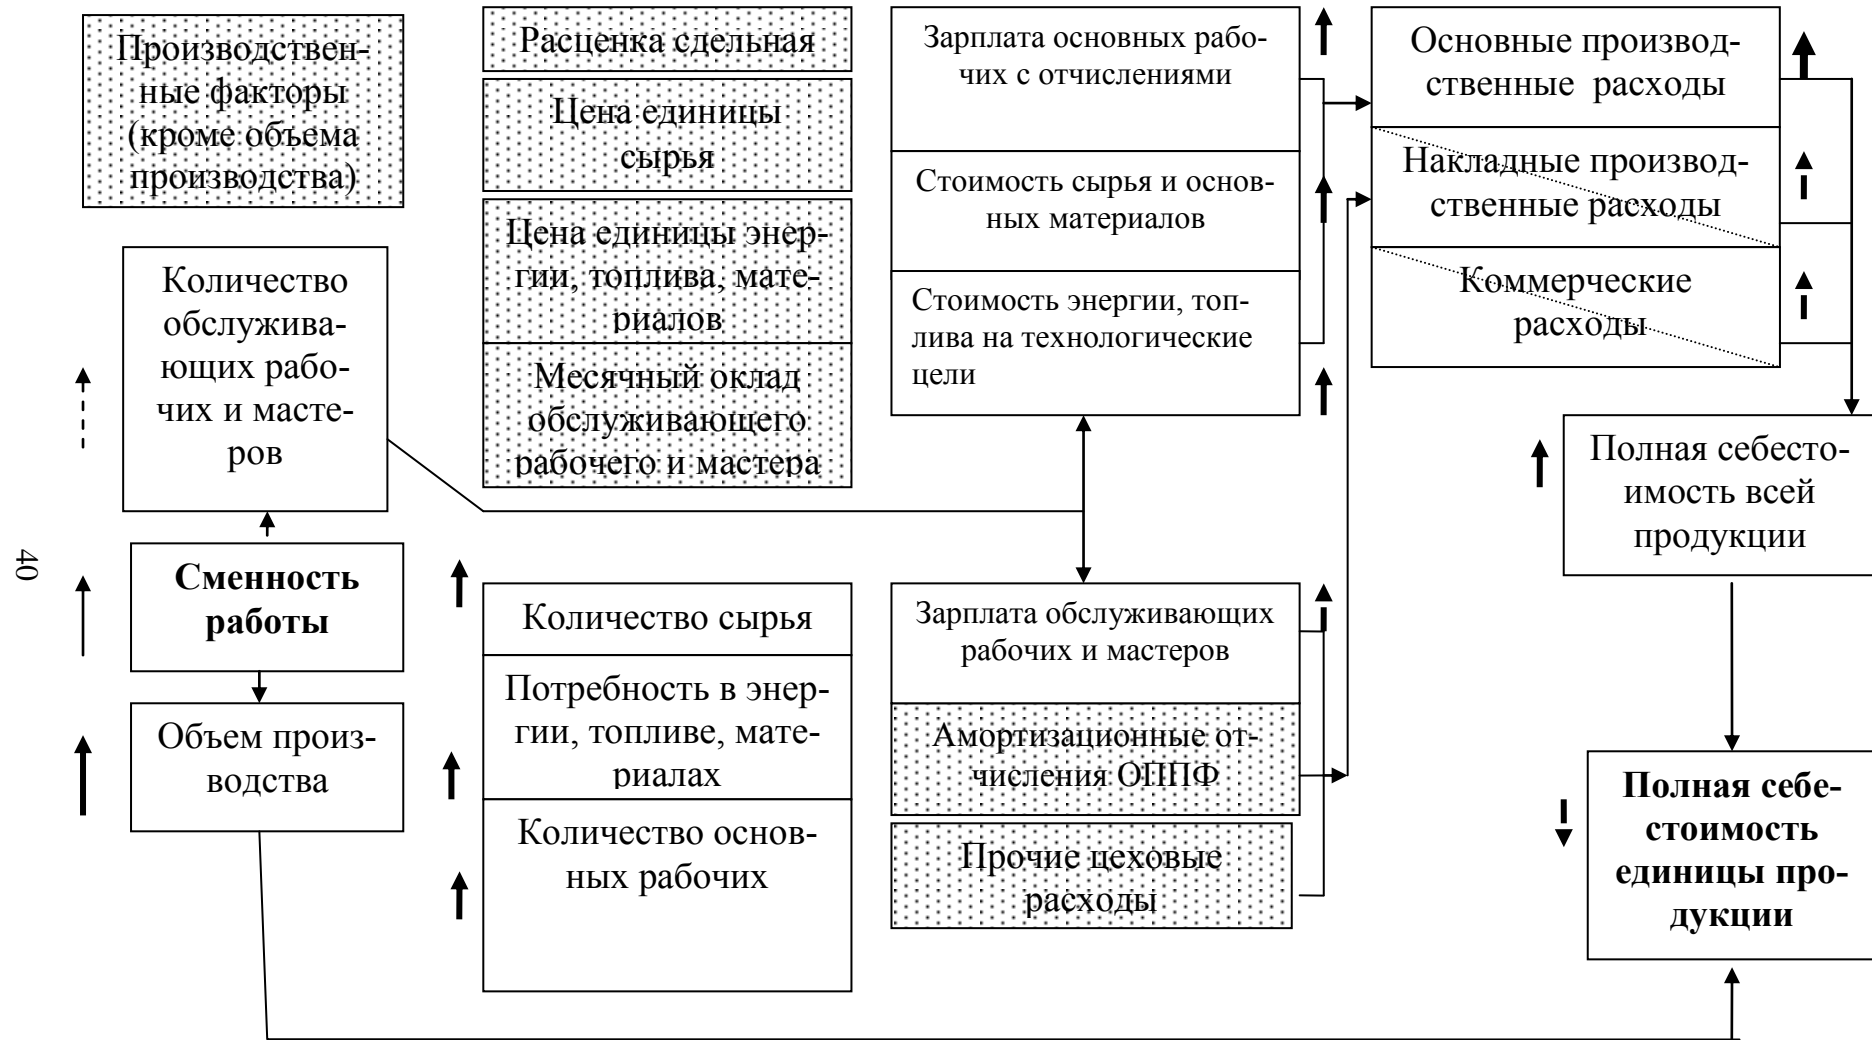 Производствен-
ные факторы
(кроме объема
производства)
Количество
обслужива-
ющих рабо-
чих и масте-
ров
Сменность
работы
Объем произ-
водства
Расценка сдельная
Цена единицы
сырья
Цена единицы энер-
гии, топлива, мате-
риалов
Месячный оклад
обслуживающего
рабочего и мастера
Количество сырья
Потребность в энер-
гии, топливе, мате-
риалах
Количество основ-
ных рабочих
Зарплата основных рабо-
чих с отчислениями
Стоимость сырья и основ-
ных материалов
Стоимость энергии, топ-
лива на технологические
цели
Зарплата обслуживающих
рабочих и мастеров
Амортизационные от-
числения ОППФ
Прочие цеховые
расходы
Основные производ-
ственные расходы
Накладные производ-
ственные расходы
Коммерческие
расходы
Полная себесто-
имость всей
продукции
Полная себе-
стоимость
единицы про-
дукции
40